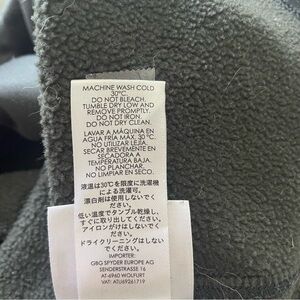 MACHINE WASH COLD
30°C.
DO NOT BLEACH.
TUMBLE DRY LOW AND
REMOVE PROMPTLY.
DO NOT IRON.
DO NOT DRY CLEAN.
LAVAR A MÁQUINA EN
AGUA FRÍA MAX. 30 °C.
NO UTILIZAR LEJÍA.
SECAR BREVEMENTE EN
SECADORA A
TEMPERATURA BAJA.
NO PLANCHAR.
NO LIMPIAR EN SECO.
液温は30℃を限度に洗濯機
による洗濯可。
漂白剤は使用しないでくだ
さい。
低い温度でタンブル乾燥し、
すぐに取り出してください。
アイロンがけはしないでく
ださい。
ドライクリーニングはしない
でください。
IMPORTER:
GBG SPYDER EUROPE AG
SENDERSTRASSE 16
AT-6960 WOLFURT
VAT: ATU69261719